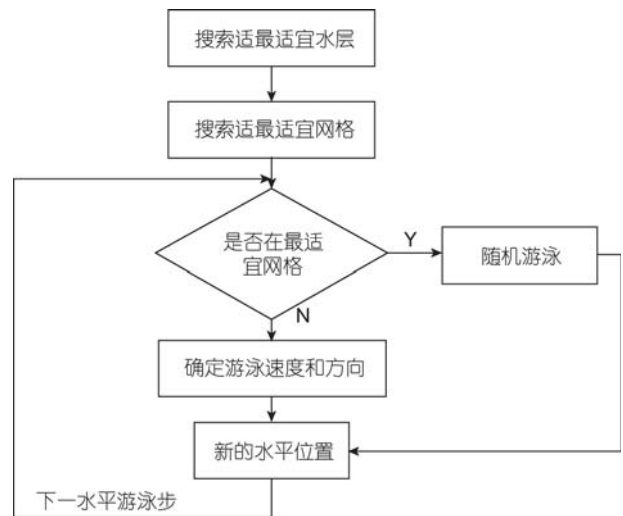 搜索适最适宜水层
搜索适最适宜网格
是否在最适
宜网格
Y
随机游泳
N
确定游泳速度和方向
新的水平位置
下一水平游泳步